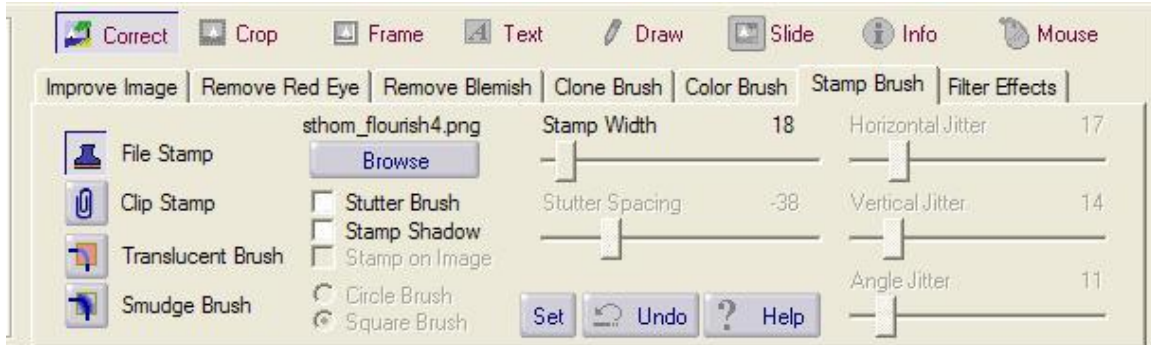 Correct Crop Frame Text Draw Slide Info Mouse
Improve Image Remove Red Eye Remove Blemish Clone Brush Color Brush Stamp Brush Filter Effects
sthom_flourish4.png
File Stamp
Browse
Clip Stamp
Stutter Brush
Stamp Shadow
Translucent Brush
Stamp on Image
Smudge Brush
Circle Brush
Square Brush
Stamp Width 18
Stutter Spacing -38
Set Undo ? Help
Horizontal Jitter 17
Vertical Jitter 14
Angle Jitter 11